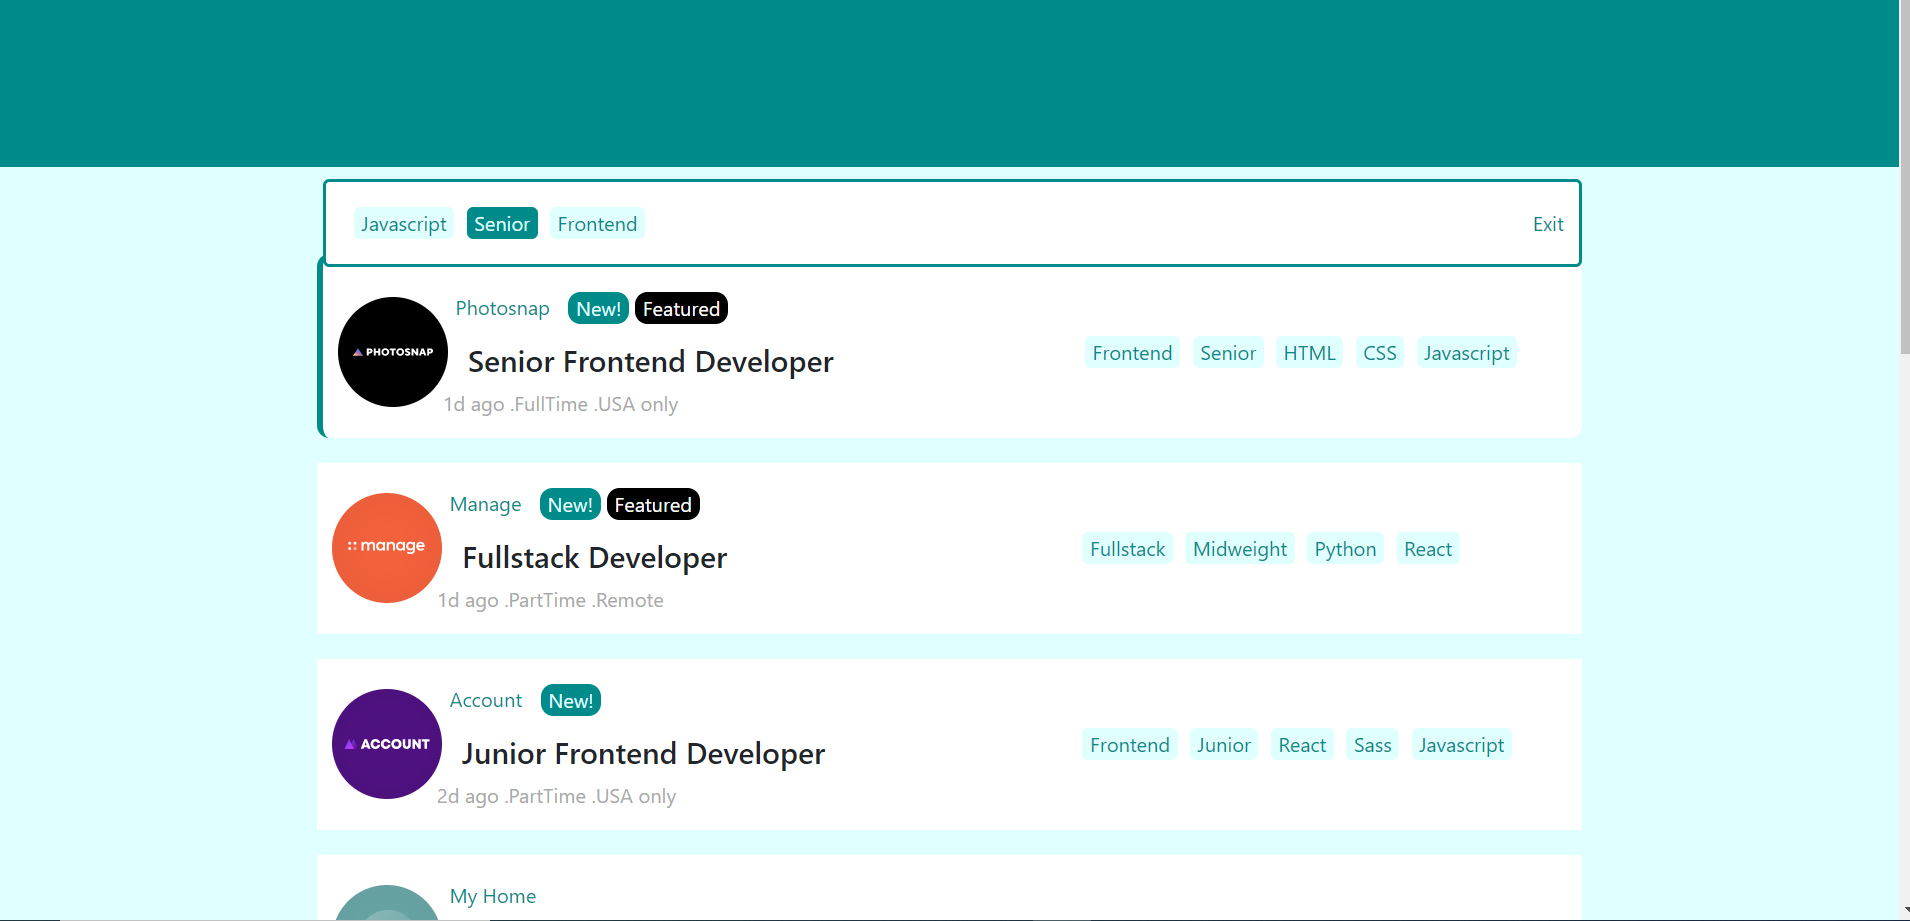 Javascript Senior Frontend Exit
Photosnap New! Featured
PHOTOSNAP
Senior Frontend Developer
1d ago .FullTime .USA only
Frontend Senior HTML CSS Javascript
Manage New! Featured
manage
Fullstack Developer
1d ago .PartTime .Remote
Fullstack Midweight Python React
Account New!
ACCOUNT
Junior Frontend Developer
2d ago .PartTime .USA only
Frontend Junior React Sass Javascript
My Home